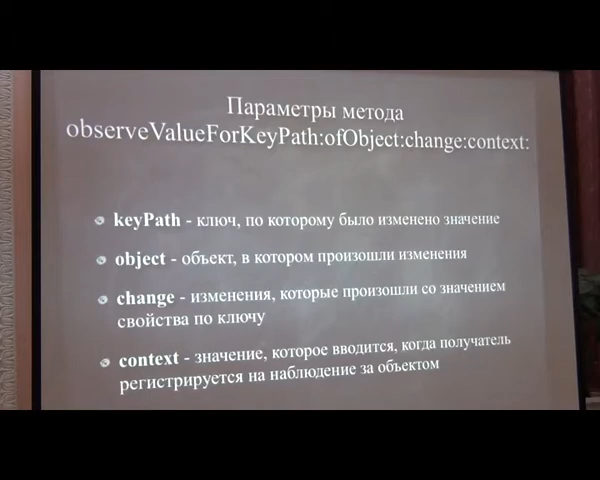 Параметры метода
observeValueForKeyPath:ofObject:change:context:
keyPath - ключ, по которому было изменено значение
object - объект, в котором произошли изменения
change - изменения, которые произошли со значением
свойства по ключу
context - значение, которое вводится, когда получатель
регистрируется на наблюдение за объектом